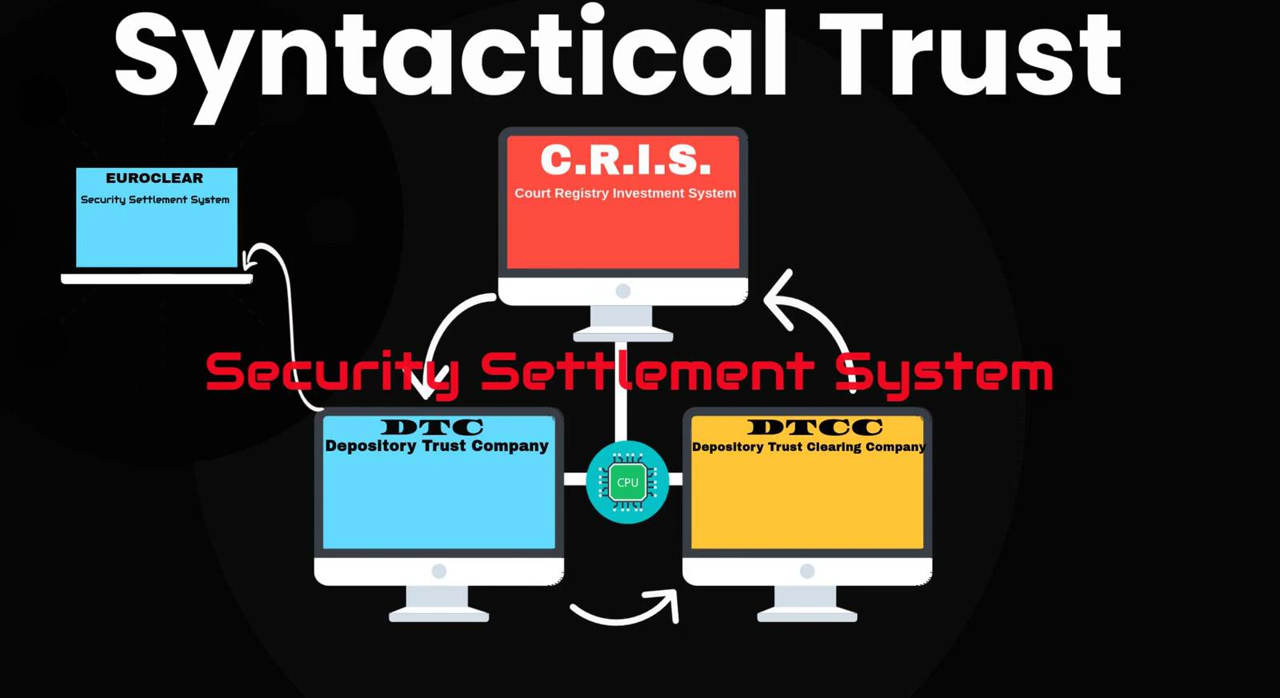 Syntactical Trust
EUROCLEAR
Security Settlement System
C.R.I.S.
Court Registry Investment System
Security Settlement System
DTC
Depository Trust Company
CPU
DTCC
Depository Trust Clearing Company